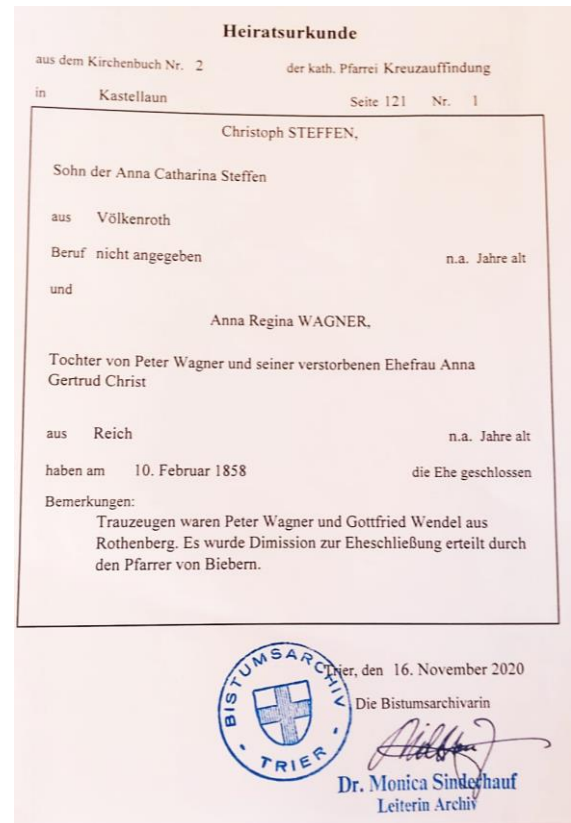 Heiratsurkunde
aus dem Kirchenbuch Nr. 2 der kath. Pfarrei Kreuzauffindung
in Kastellaun Seite 121 Nr. 1
Christoph STEFFEN,
Sohn der Anna Catharina Steffen
aus Völkenroth
Beruf nicht angegeben n.a. Jahre alt
und
Anna Regina WAGNER,
Tochter von Peter Wagner und seiner verstorbenen Ehefrau Anna
Gertrud Christ
aus Reich n.a. Jahre alt
haben am 10. Februar 1858 die Ehe geschlossen
Bemerkungen:
Trauzeugen waren Peter Wagner und Gottfried Wendel aus
Rothenberg. Es wurde Dimission zur Eheschließung erteilt durch
den Pfarrer von Biebern.
BISTUMSARCHIV
TRIER
Trier, den 16. November 2020
Die Bistumsarchivarin
Dr. Monica Sinderhauf
Leiterin Archiv